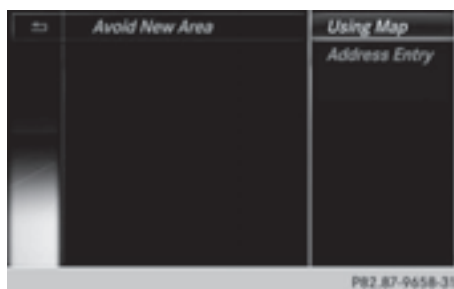 Avoid New Area
Using Map
Address Entry
P82.87-9658-31